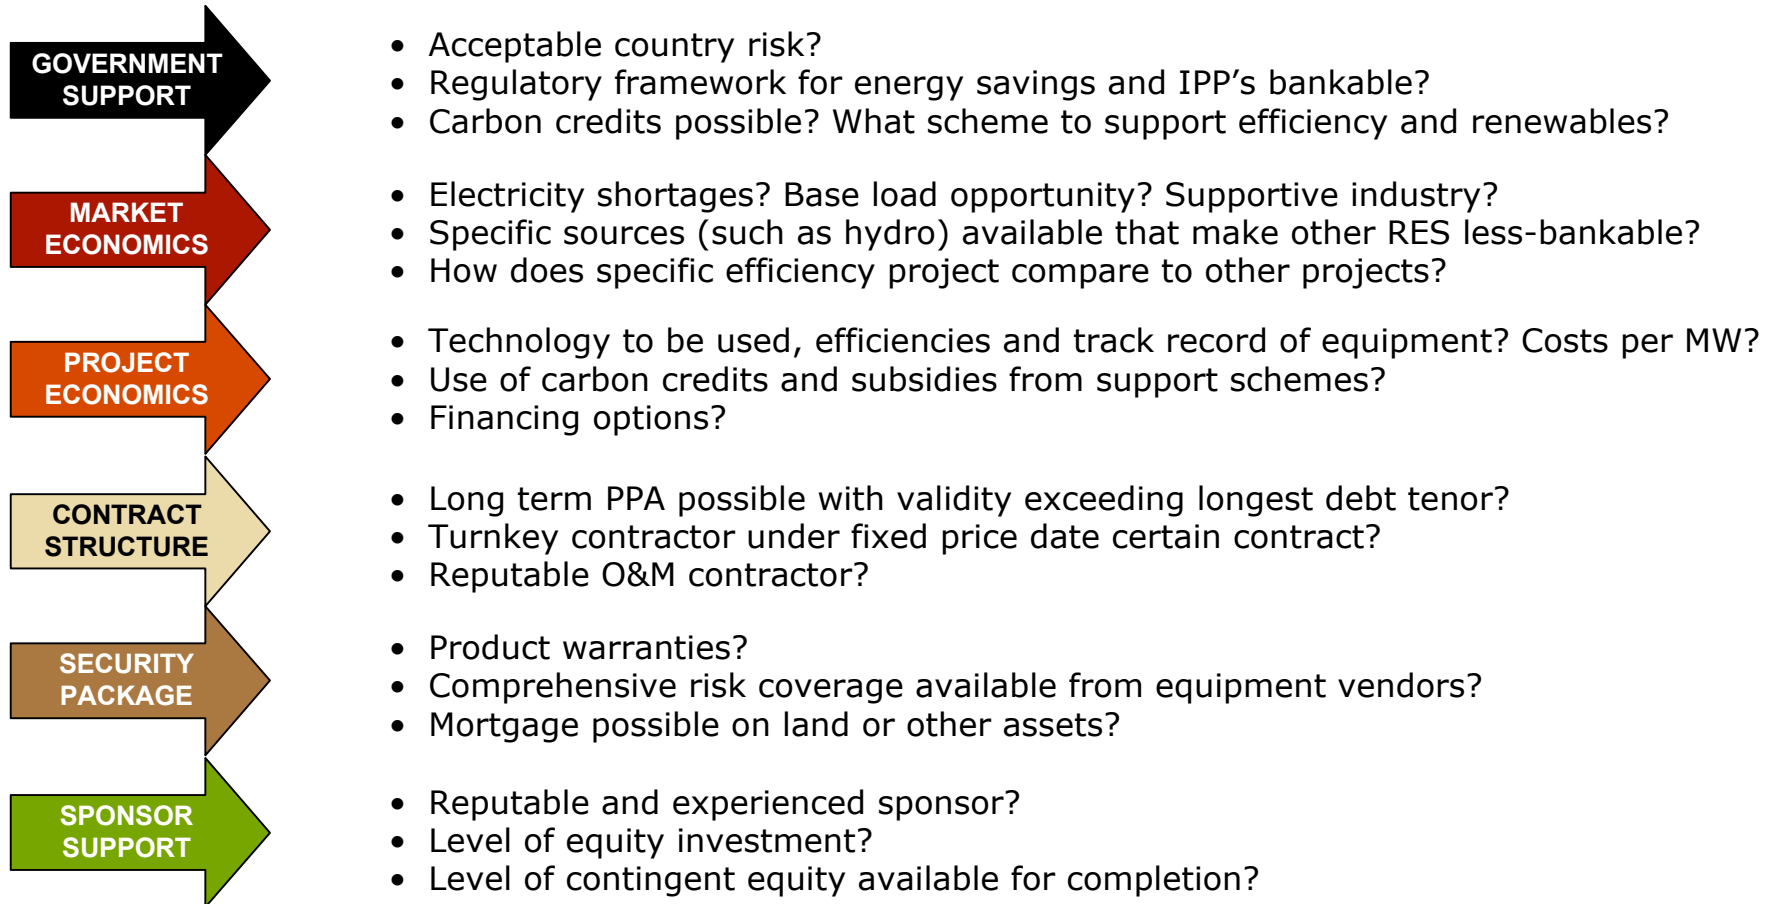 GOVERNMENT
SUPPORT
• Acceptable country risk?
• Regulatory framework for energy savings and IPP's bankable?
• Carbon credits possible? What scheme to support efficiency and renewables?
MARKET
ECONOMICS
• Electricity shortages? Base load opportunity? Supportive industry?
• Specific sources (such as hydro) available that make other RES less-bankable?
• How does specific efficiency project compare to other projects?
PROJECT
ECONOMICS
• Technology to be used, efficiencies and track record of equipment? Costs per MW?
• Use of carbon credits and subsidies from support schemes?
• Financing options?
CONTRACT
STRUCTURE
• Long term PPA possible with validity exceeding longest debt tenor?
• Turnkey contractor under fixed price date certain contract?
• Reputable O&M contractor?
SECURITY
PACKAGE
• Product warranties?
• Comprehensive risk coverage available from equipment vendors?
• Mortgage possible on land or other assets?
SPONSOR
SUPPORT
• Reputable and experienced sponsor?
• Level of equity investment?
• Level of contingent equity available for completion?